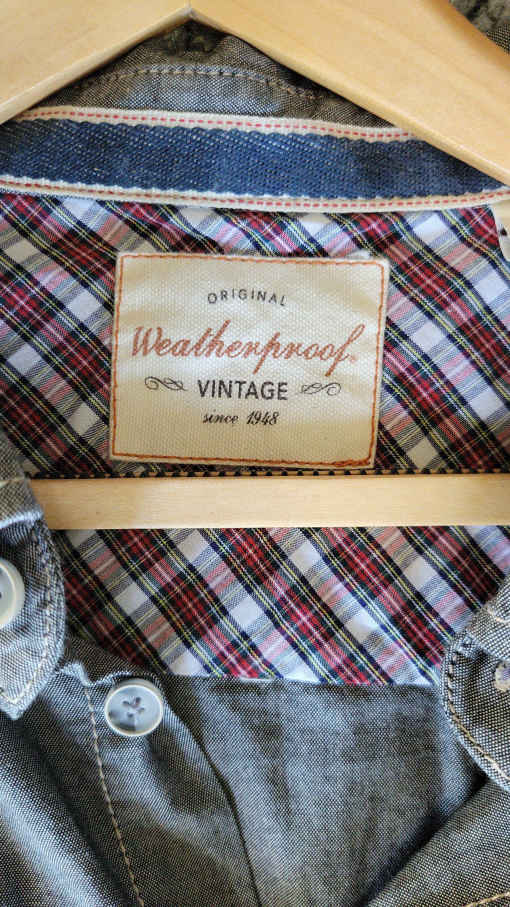 ORIGINAL
Weatherproof®
VINTAGE
since 1948